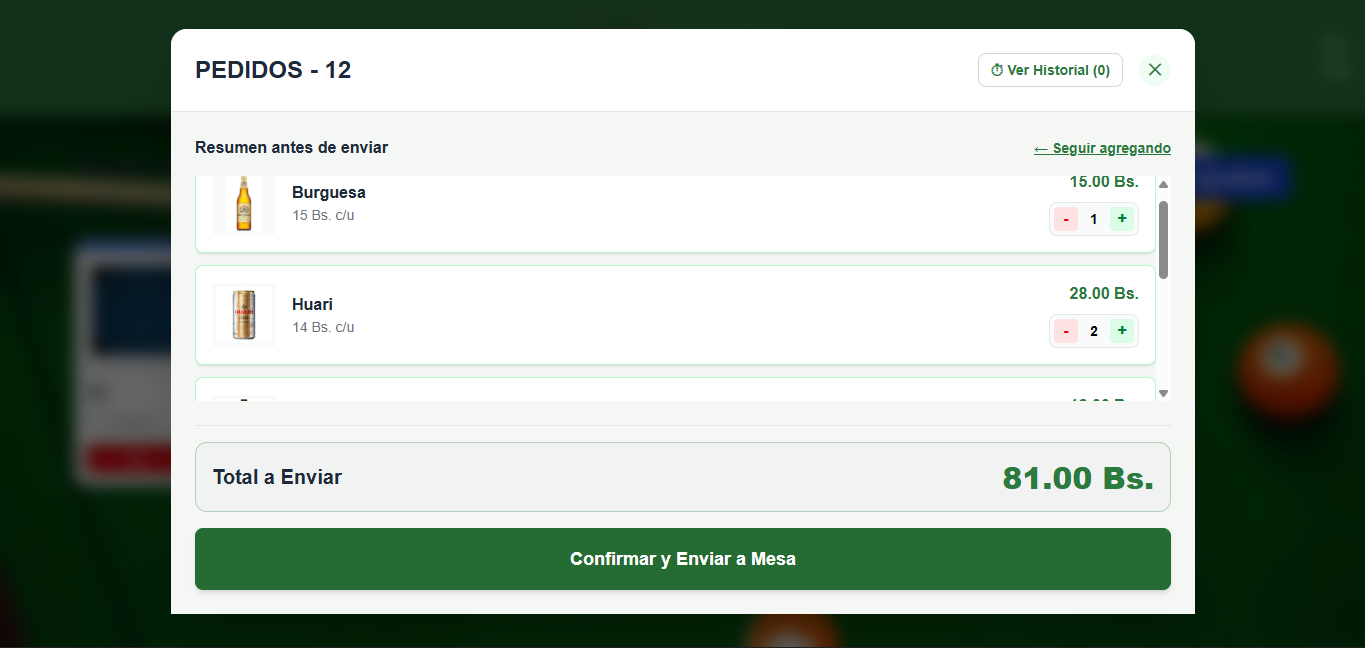 PEDIDOS - 12
⏱ Ver Historial (0)
Resumen antes de enviar
← Seguir agregando
Burguesa
15.00 Bs.
15 Bs. c/u
- 1 +
HUARI
Huari
28.00 Bs.
14 Bs. c/u
- 2 +
Total a Enviar
81.00 Bs.
Confirmar y Enviar a Mesa